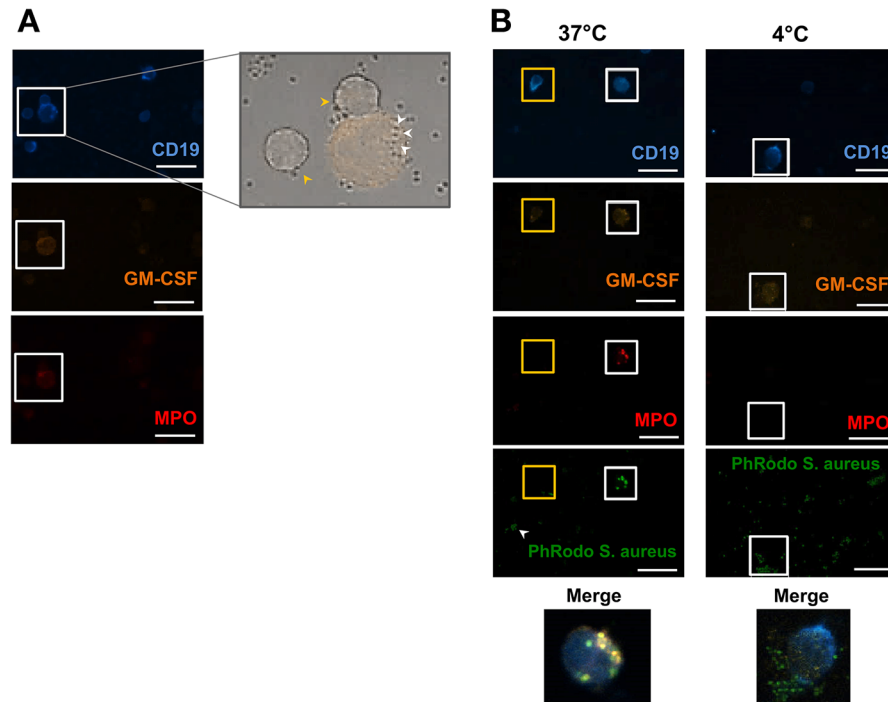 A
CD19
GM-CSF
MPO
B
37°C
4°C
CD19
CD19
GM-CSF
GM-CSF
MPO
MPO
PhRodo S. aureus
PhRodo S. aureus
Merge
Merge